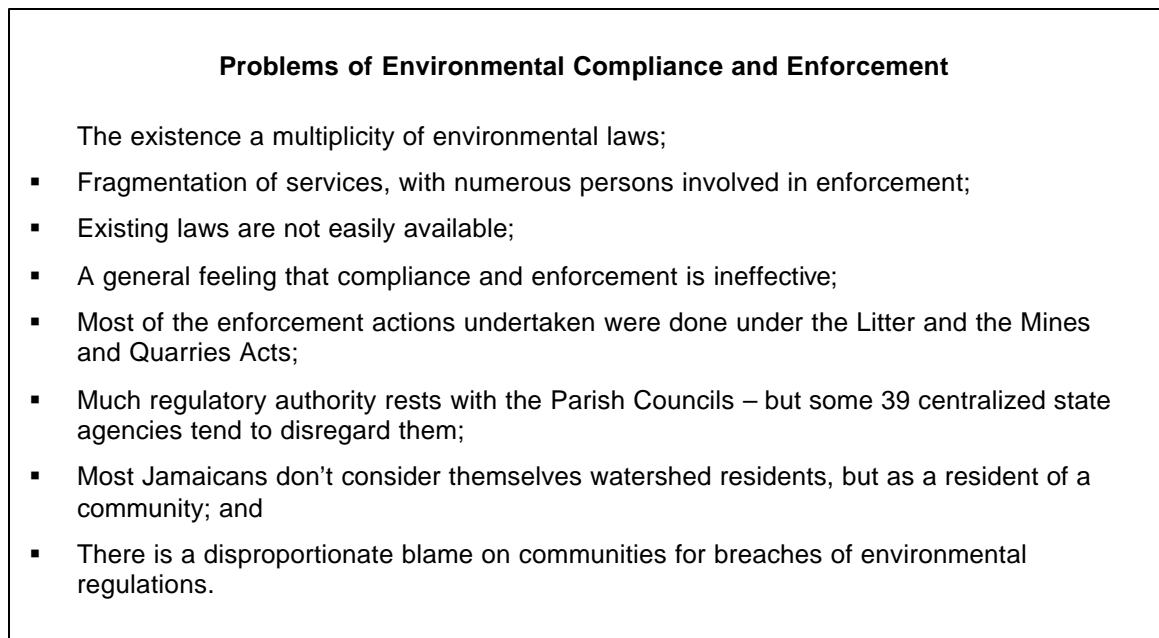 Problems of Environmental Compliance and Enforcement
The existence a multiplicity of environmental laws;
▪ Fragmentation of services, with numerous persons involved in enforcement;
▪ Existing laws are not easily available;
▪ A general feeling that compliance and enforcement is ineffective;
▪ Most of the enforcement actions undertaken were done under the Litter and the Mines
and Quarries Acts;
▪ Much regulatory authority rests with the Parish Councils – but some 39 centralized state
agencies tend to disregard them;
▪ Most Jamaicans don’t consider themselves watershed residents, but as a resident of a
community; and
▪ There is a disproportionate blame on communities for breaches of environmental
regulations.